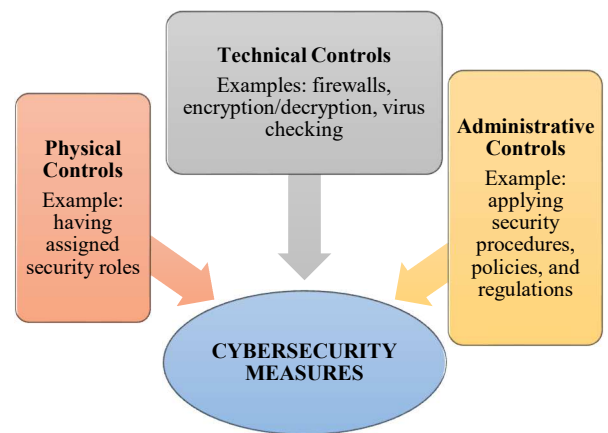 Technical Controls
Examples: firewalls,
encryption/decryption, virus
checking
Physical
Controls
Example:
having
assigned
security roles
Administrative
Controls
Example:
applying
security
procedures,
policies, and
regulations
CYBERSECURITY
MEASURES